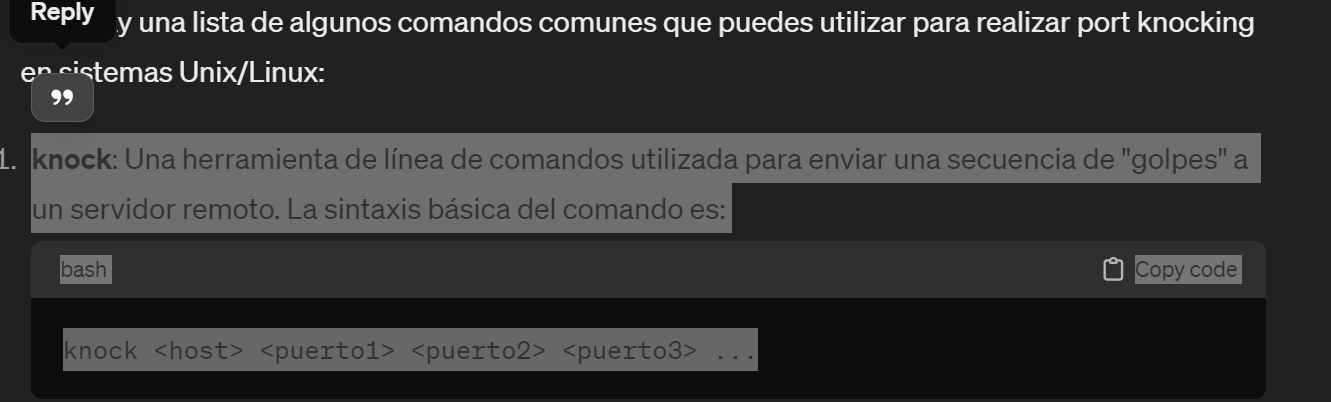 Reply
y una lista de algunos comandos comunes que puedes utilizar para realizar port knocking
en sistemas Unix/Linux:
1. knock: Una herramienta de línea de comandos utilizada para enviar una secuencia de "golpes" a
un servidor remoto. La sintaxis básica del comando es:
bash Copy code
knock <host> <puerto1> <puerto2> <puerto3> ...